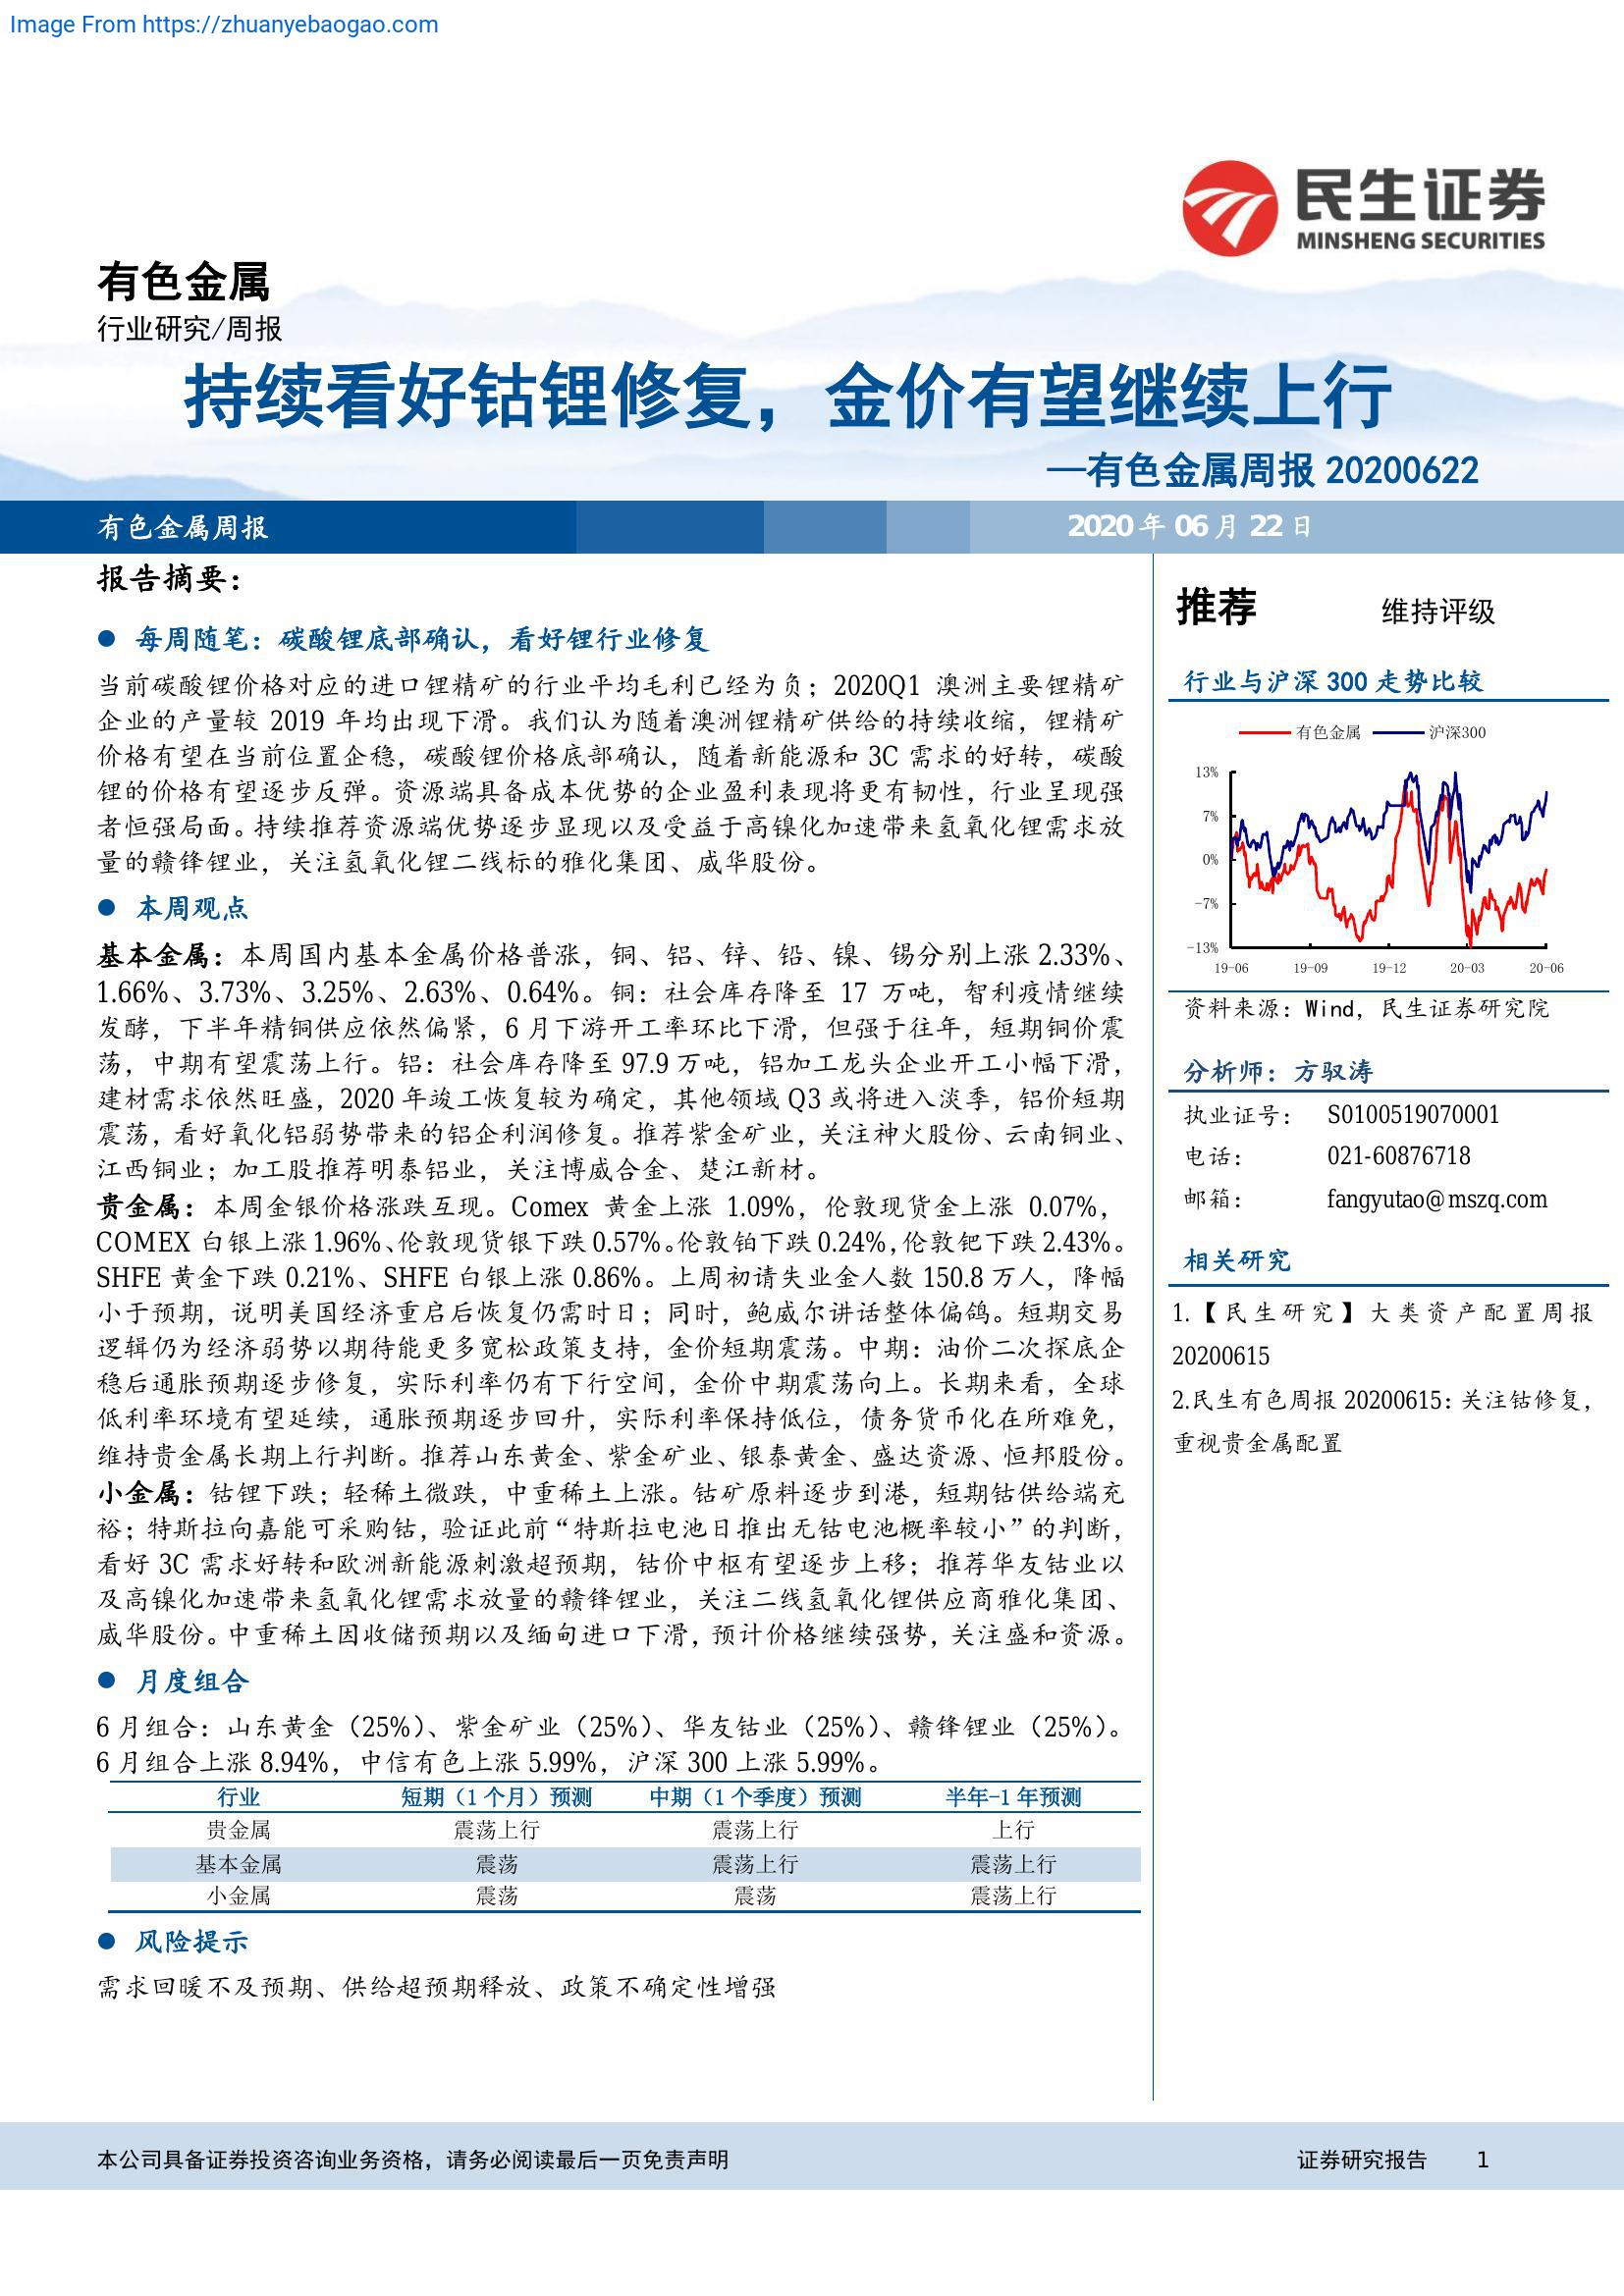 Image From https://zhuanyebaogao.com
民生证券
MINSHENG SECURITIES
有色金属
行业研究/周报
持续看好钴锂修复，金价有望继续上行
—有色金属周报 20200622
有色金属周报
2020 年 06 月 22 日
报告摘要：
● 每周随笔：碳酸锂底部确认，看好锂行业修复
当前碳酸锂价格对应的进口锂精矿的行业平均毛利已经为负；2020Q1 澳洲主要锂精矿
企业的产量较 2019 年均出现下滑。我们认为随着澳洲锂精矿供给的持续收缩，锂精矿
价格有望在当前位置企稳，碳酸锂价格底部确认，随着新能源和 3C 需求的好转，碳酸
锂的价格有望逐步反弹。资源端具备成本优势的企业盈利表现将更有韧性，行业呈现强
者恒强局面。持续推荐资源端优势逐步显现以及受益于高镍化加速带来氢氧化锂需求放
量的赣锋锂业，关注氢氧化锂二线标的雅化集团、威华股份。
● 本周观点
基本金属：本周国内基本金属价格普涨，铜、铝、锌、铅、镍、锡分别上涨 2.33%、
1.66%、3.73%、3.25%、2.63%、0.64%。铜：社会库存降至 17 万吨，智利疫情继续
发酵，下半年精铜供应依然偏紧，6 月下游开工率环比下滑，但强于往年，短期铜价震
荡，中期有望震荡上行。铝：社会库存降至 97.9 万吨，铝加工龙头企业开工小幅下滑，
建材需求依然旺盛，2020 年竣工恢复较为确定，其他领域 Q3 或将进入淡季，铝价短期
震荡，看好氧化铝弱势带来的铝企利润修复。推荐紫金矿业，关注神火股份、云南铜业、
江西铜业；加工股推荐明泰铝业，关注博威合金、楚江新材。
贵金属：本周金银价格涨跌互现。Comex 黄金上涨 1.09%，伦敦现货金上涨 0.07%，
COMEX 白银上涨 1.96%、伦敦现货银下跌 0.57%。伦敦铂下跌 0.24%，伦敦钯下跌 2.43%。
SHFE 黄金下跌 0.21%、SHFE 白银上涨 0.86%。上周初请失业金人数 150.8 万人，降幅
小于预期，说明美国经济重启后恢复仍需时日；同时，鲍威尔讲话整体偏鸽。短期交易
逻辑仍为经济弱势以期待能更多宽松政策支持，金价短期震荡。中期：油价二次探底企
稳后通胀预期逐步修复，实际利率仍有下行空间，金价中期震荡向上。长期来看，全球
低利率环境有望延续，通胀预期逐步回升，实际利率保持低位，债务货币化在所难免，
维持贵金属长期上行判断。推荐山东黄金、紫金矿业、银泰黄金、盛达资源、恒邦股份。
小金属：钴锂下跌；轻稀土微跌，中重稀土上涨。钴矿原料逐步到港，短期钴供给端充
裕；特斯拉向嘉能可采购钴，验证此前“特斯拉电池日推出无钴电池概率较小”的判断，
看好 3C 需求好转和欧洲新能源刺激超预期，钴价中枢有望逐步上移；推荐华友钴业以
及高镍化加速带来氢氧化锂需求放量的赣锋锂业，关注二线氢氧化锂供应商雅化集团、
威华股份。中重稀土因收储预期以及缅甸进口下滑，预计价格继续强势，关注盛和资源。
● 月度组合
6 月组合：山东黄金（25%）、紫金矿业（25%）、华友钴业（25%）、赣锋锂业（25%）。
6 月组合上涨 8.94%，中信有色上涨 5.99%，沪深 300 上涨 5.99%。
行业 短期（1 个月）预测 中期（1 个季度）预测 半年-1 年预测
贵金属 震荡上行 震荡上行 上行
基本金属 震荡 震荡上行 震荡上行
小金属 震荡 震荡 震荡上行
● 风险提示
需求回暖不及预期、供给超预期释放、政策不确定性增强
推荐 维持评级
行业与沪深 300 走势比较
有色金属 沪深300
13%
7%
0%
-7%
-13%
19-06 19-09 19-12 20-03 20-06
资料来源：Wind，民生证券研究院
分析师：方驭涛
执业证号： S0100519070001
电话： 021-60876718
邮箱： fangyutao@mszq.com
相关研究
1.【民生研究】大类资产配置周报
20200615
2.民生有色周报 20200615：关注钴修复，
重视贵金属配置
本公司具备证券投资咨询业务资格，请务必阅读最后一页免责声明
证券研究报告 1